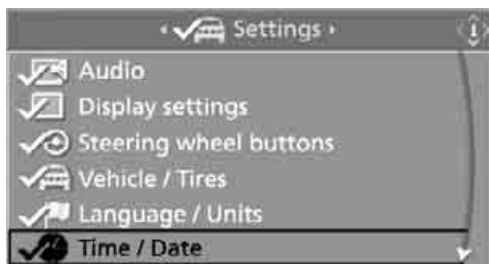 Settings
Audio
Display settings
Steering wheel buttons
Vehicle / Tires
Language / Units
Time / Date